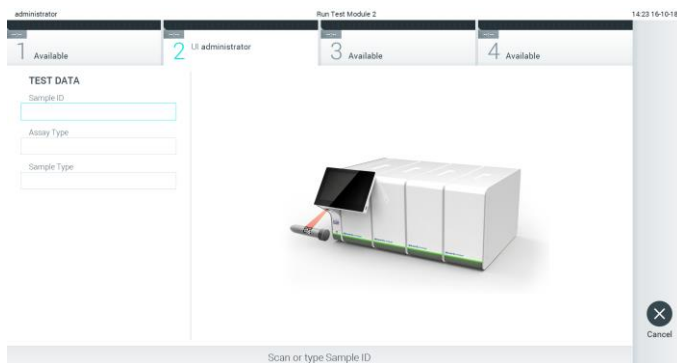 administrator
Run Test Module 2
14:23 16-10-18
1 Available
2 UI administrator
3 Available
4 Available
TEST DATA
Sample ID
Assay Type
Sample Type
Cancel
Scan or type Sample ID